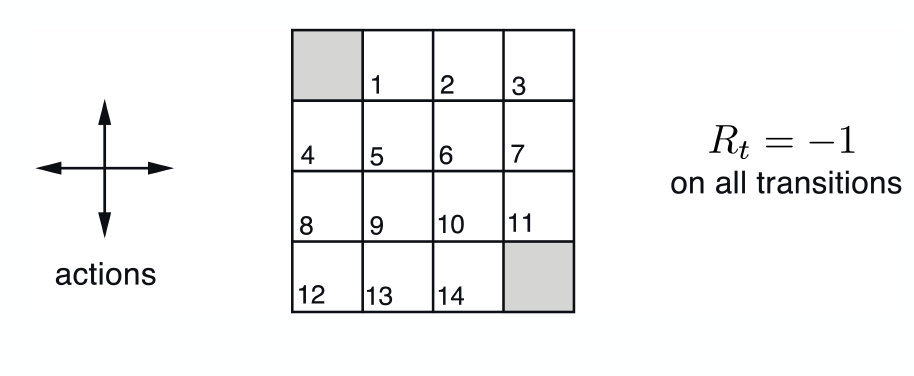 1 2 3
4 5 6 7
8 9 10 11
12 13 14
actions
R_t = −1
on all transitions